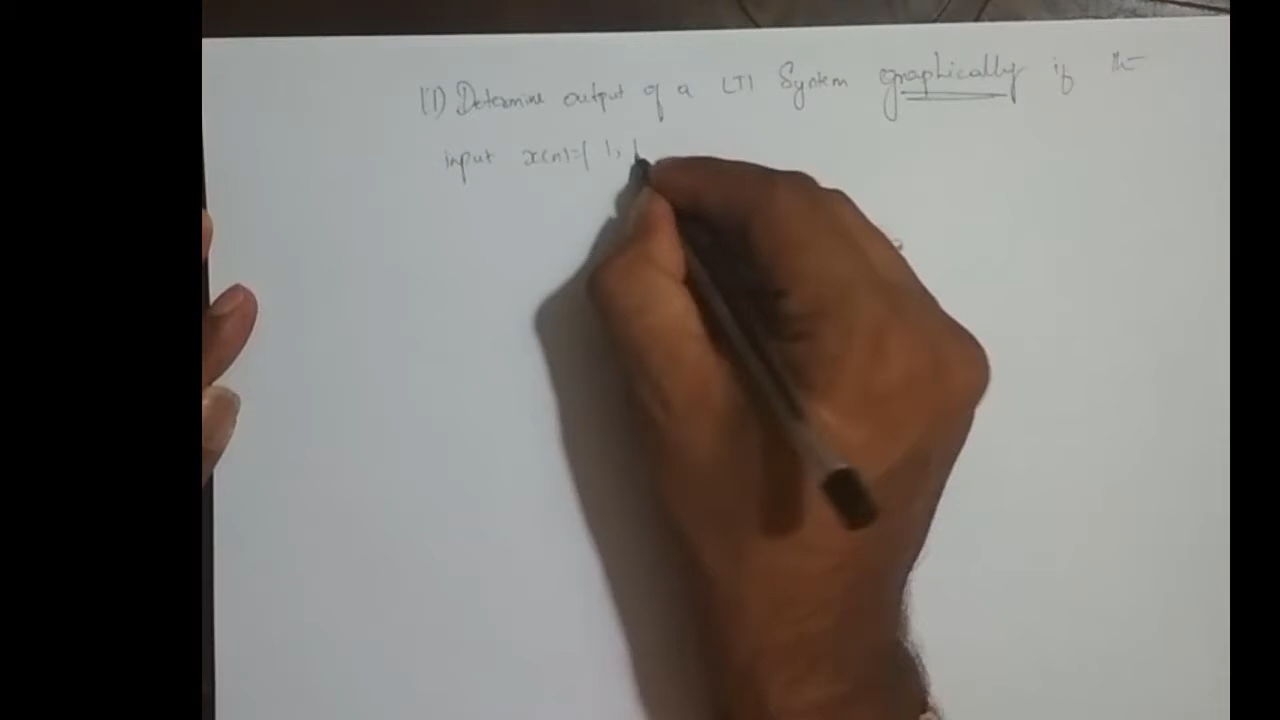 (1) Determine output of a LTI System graphically if the
input x(n)={ 1, 1